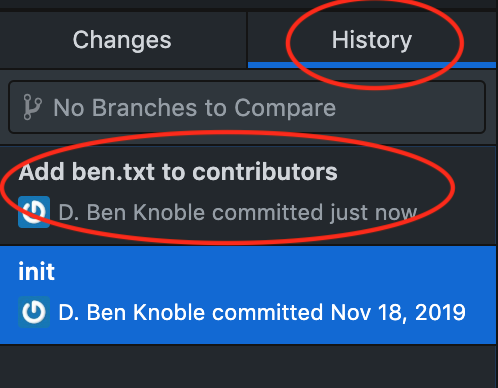 Changes
History
No Branches to Compare
Add ben.txt to contributors
D. Ben Knoble committed just now
init
D. Ben Knoble committed Nov 18, 2019